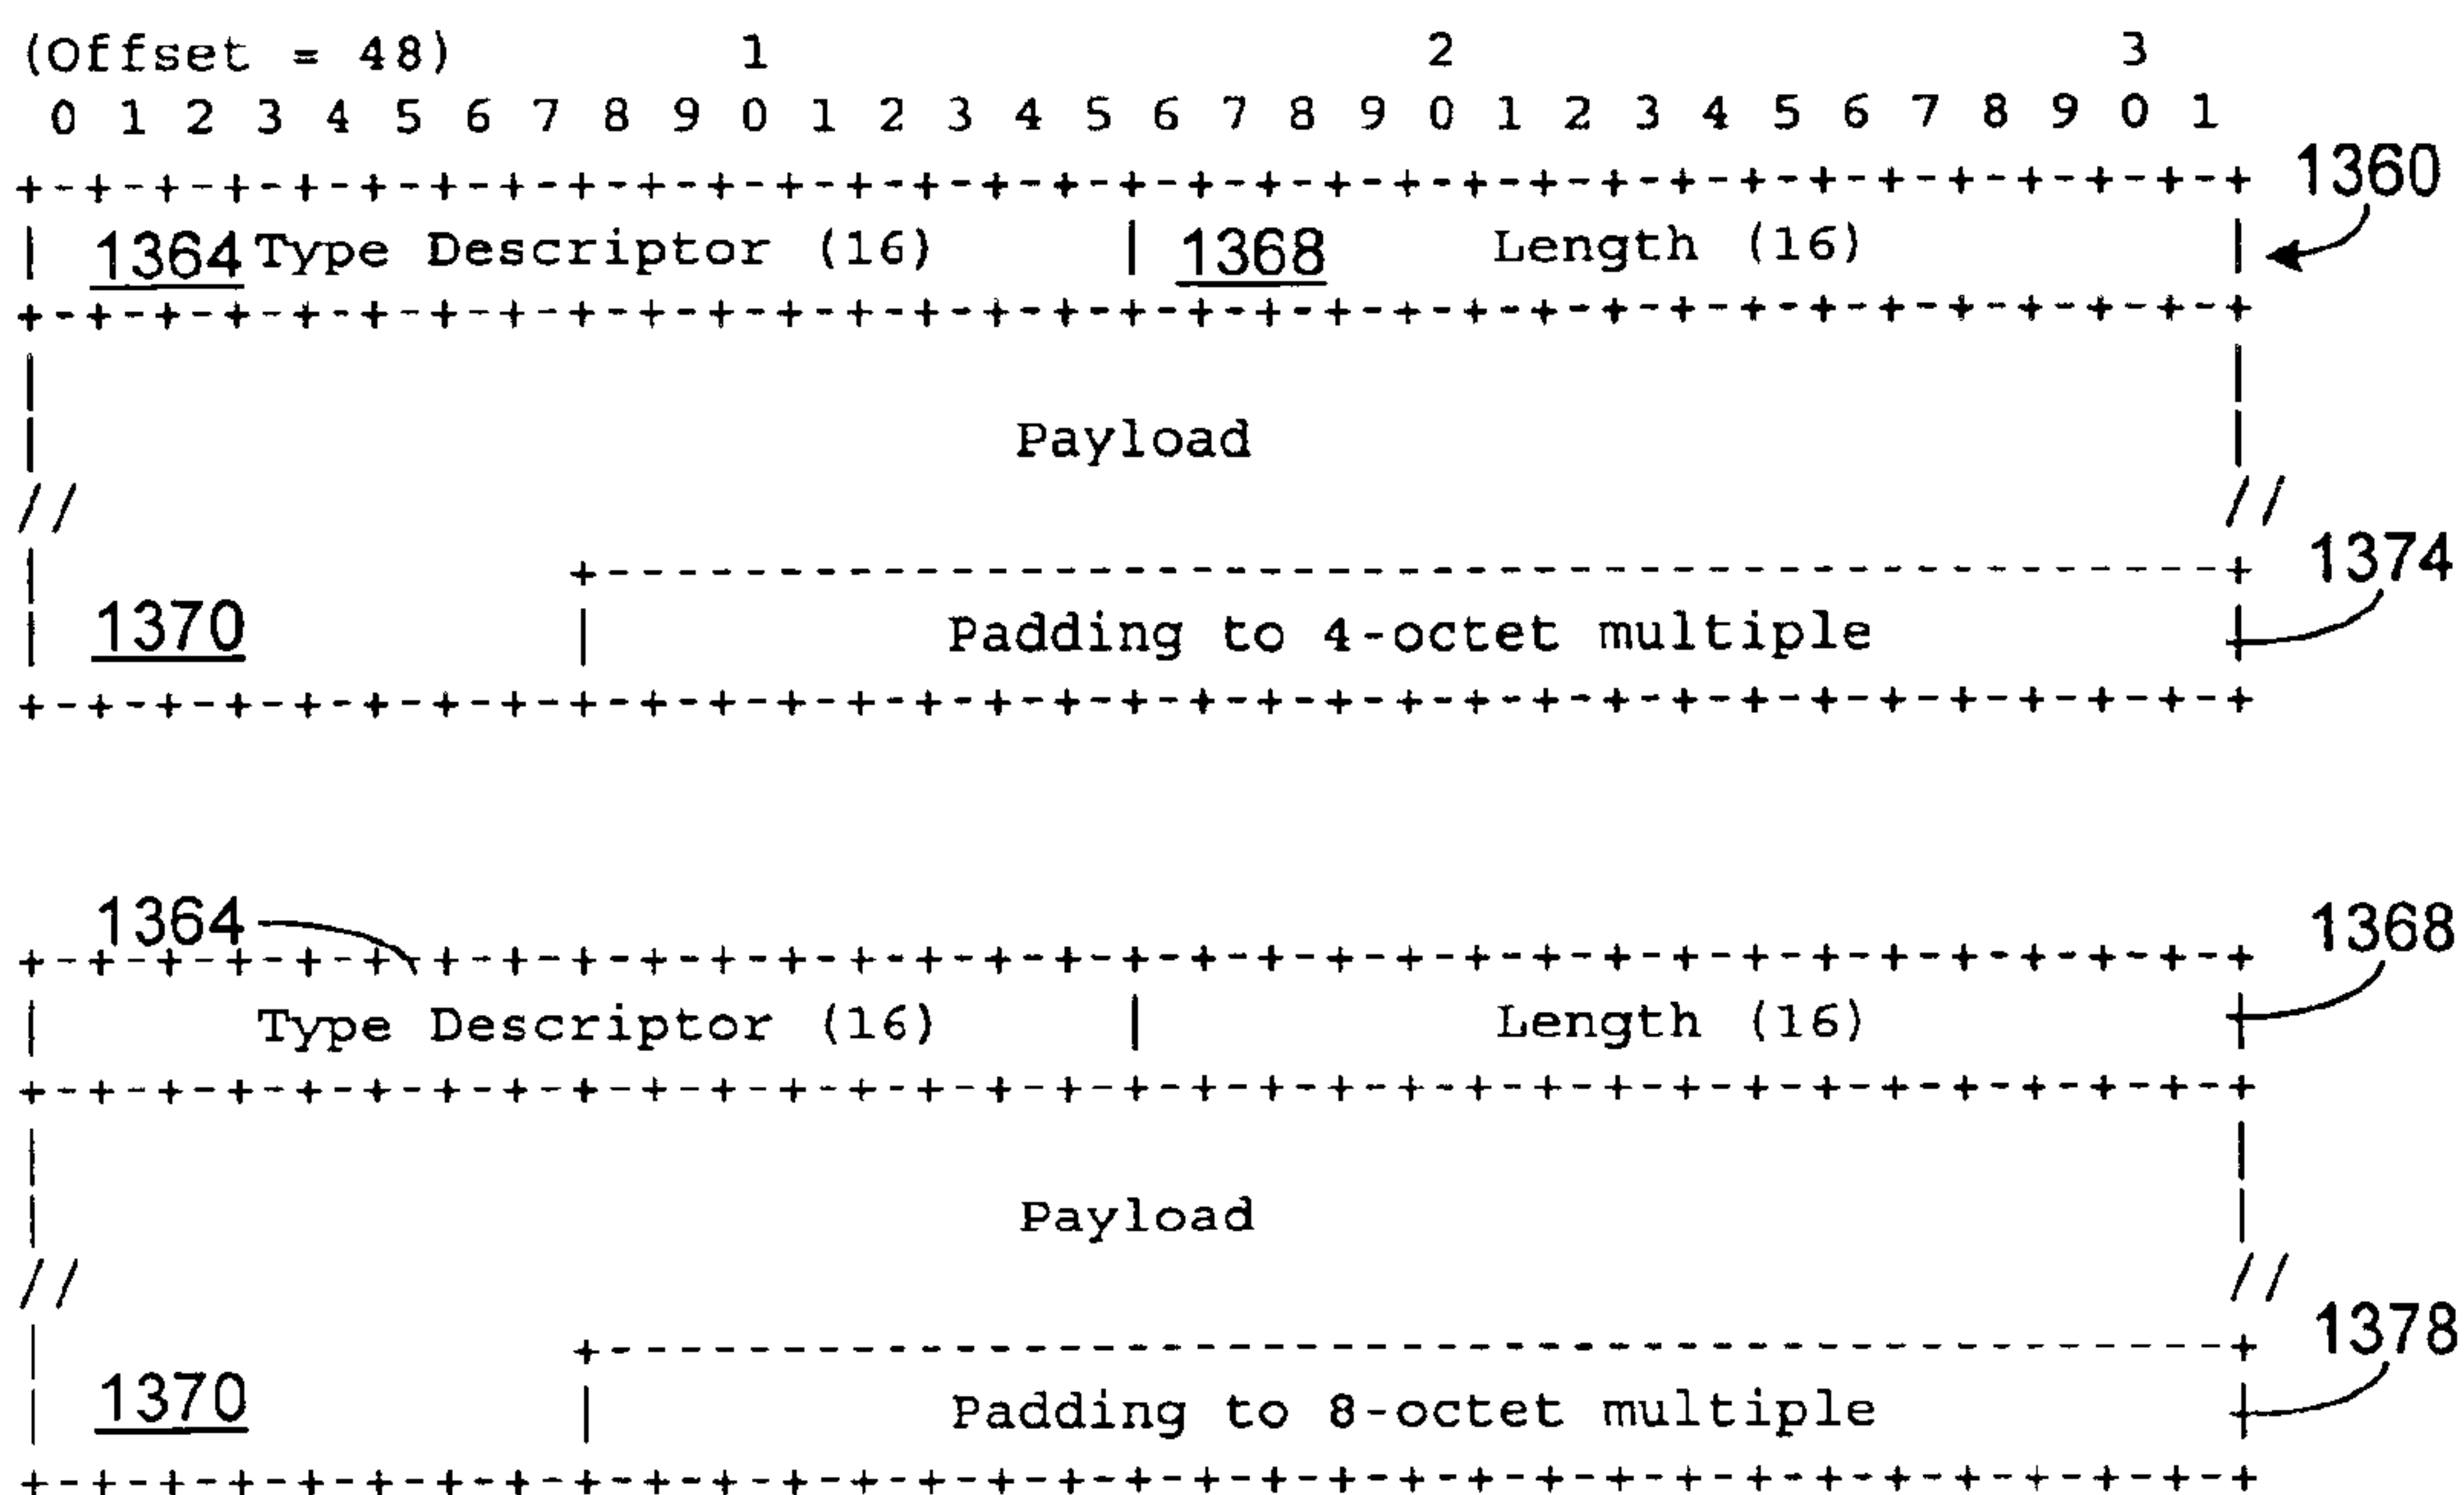 (Offset = 48) 1 2 3
0 1 2 3 4 5 6 7 8 9 0 1 2 3 4 5 6 7 8 9 0 1 2 3 4 5 6 7 8 9 0 1
+-+-+-+-+-+-+-+-+-+-+-+-+-+-+-+-+-+-+-+-+-+-+-+-+-+-+-+-+-+-+-+-+ 1360
| 1364 Type Descriptor (16) | 1368 Length (16) |
+-+-+-+-+-+-+-+-+-+-+-+-+-+-+-+-+-+-+-+-+-+-+-+-+-+-+-+-+-+-+-+-+
| |
| Payload |
// //
| +-----------------------------------------------+ 1374
| 1370 | Padding to 4-octet multiple |
+-+-+-+-+-+-+-+-+-+-+-+-+-+-+-+-+-+-+-+-+-+-+-+-+-+-+-+-+-+-+-+-+
1364 1368
+-+-+-+-+-+-+-+-+-+-+-+-+-+-+-+-+-+-+-+-+-+-+-+-+-+-+-+-+-+-+-+-+
| Type Descriptor (16) | Length (16) |
+-+-+-+-+-+-+-+-+-+-+-+-+-+-+-+-+-+-+-+-+-+-+-+-+-+-+-+-+-+-+-+-+
| |
| Payload |
// //
| +-----------------------------------------------+ 1378
| 1370 | Padding to 8-octet multiple |
+-+-+-+-+-+-+-+-+-+-+-+-+-+-+-+-+-+-+-+-+-+-+-+-+-+-+-+-+-+-+-+-+